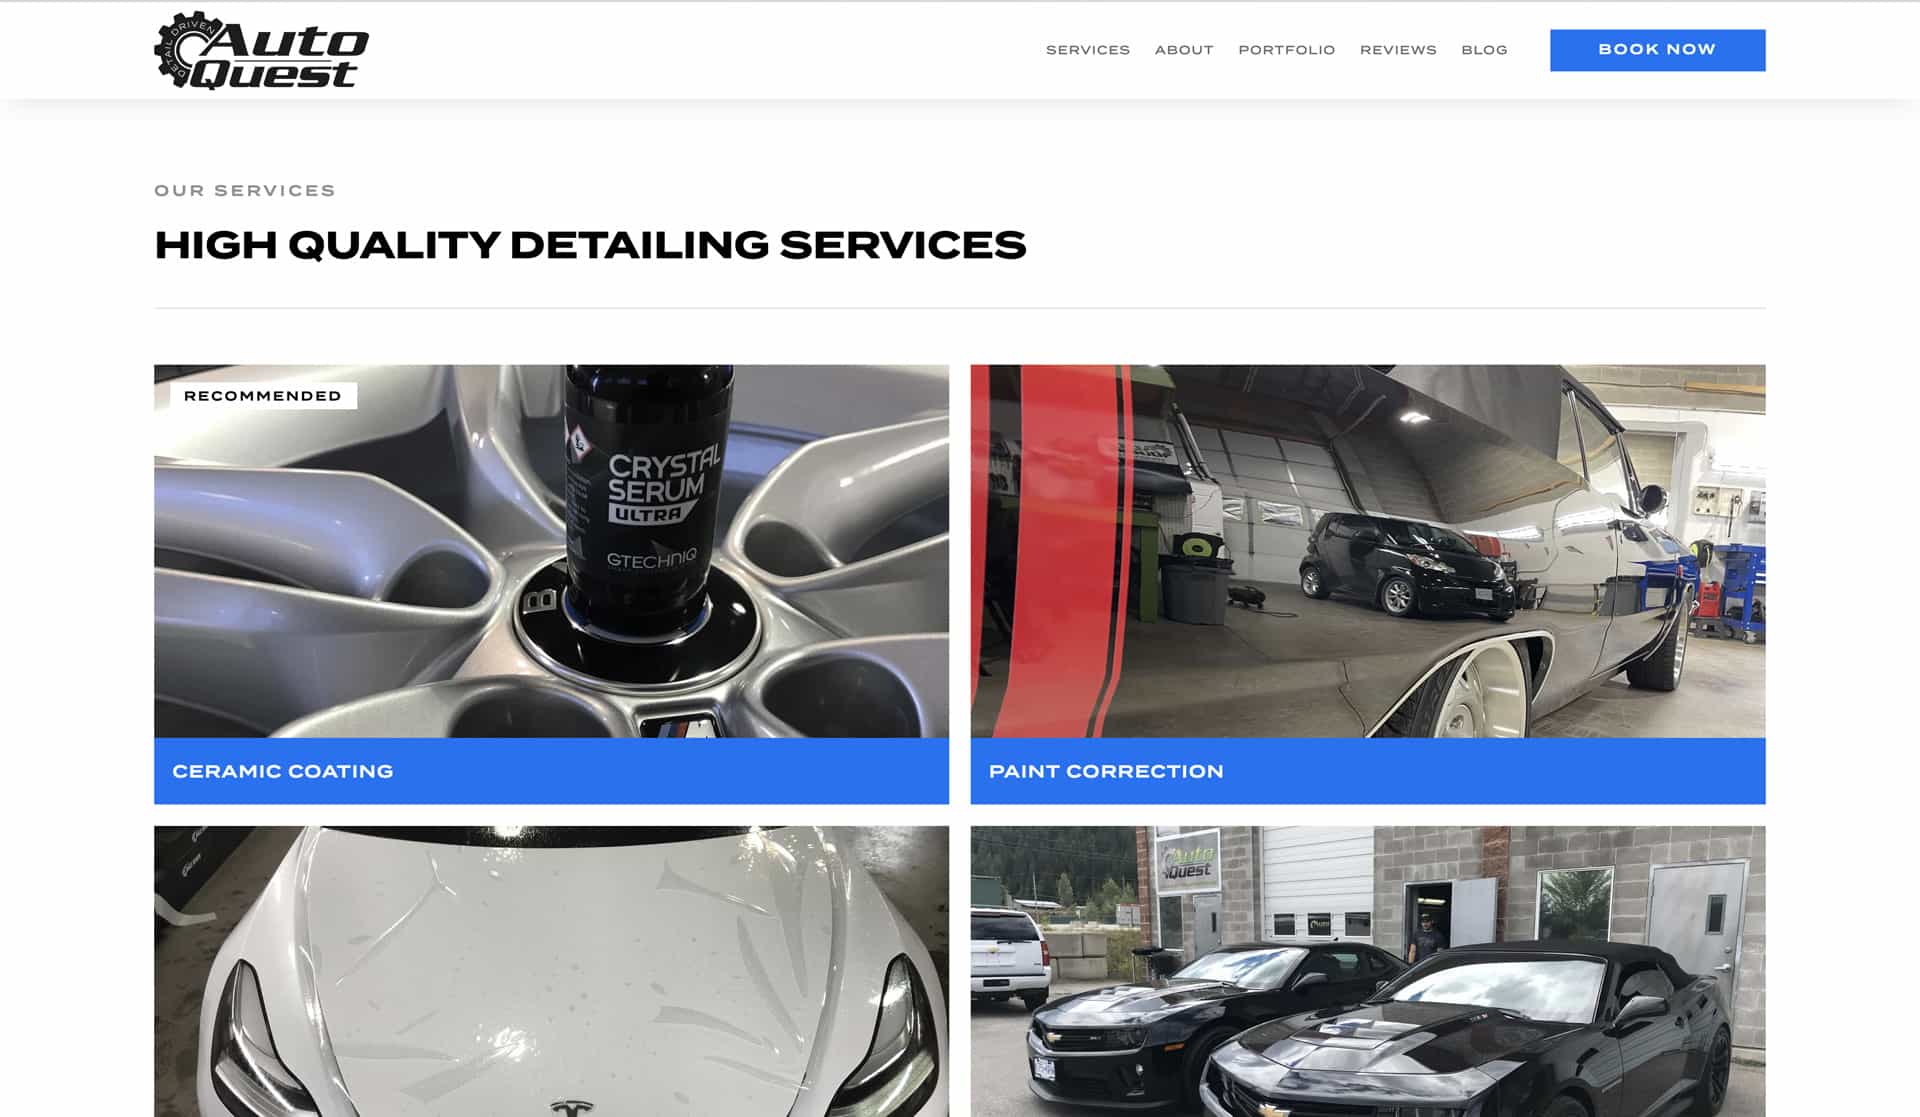 DETAIL DRIVEN
Auto
Quest
SERVICES ABOUT PORTFOLIO REVIEWS BLOG BOOK NOW
OUR SERVICES
HIGH QUALITY DETAILING SERVICES
RECOMMENDED
CRYSTAL
SERUM
ULTRA
GTECHNIQ
B
CERAMIC COATING
PAINT CORRECTION
Auto
Quest